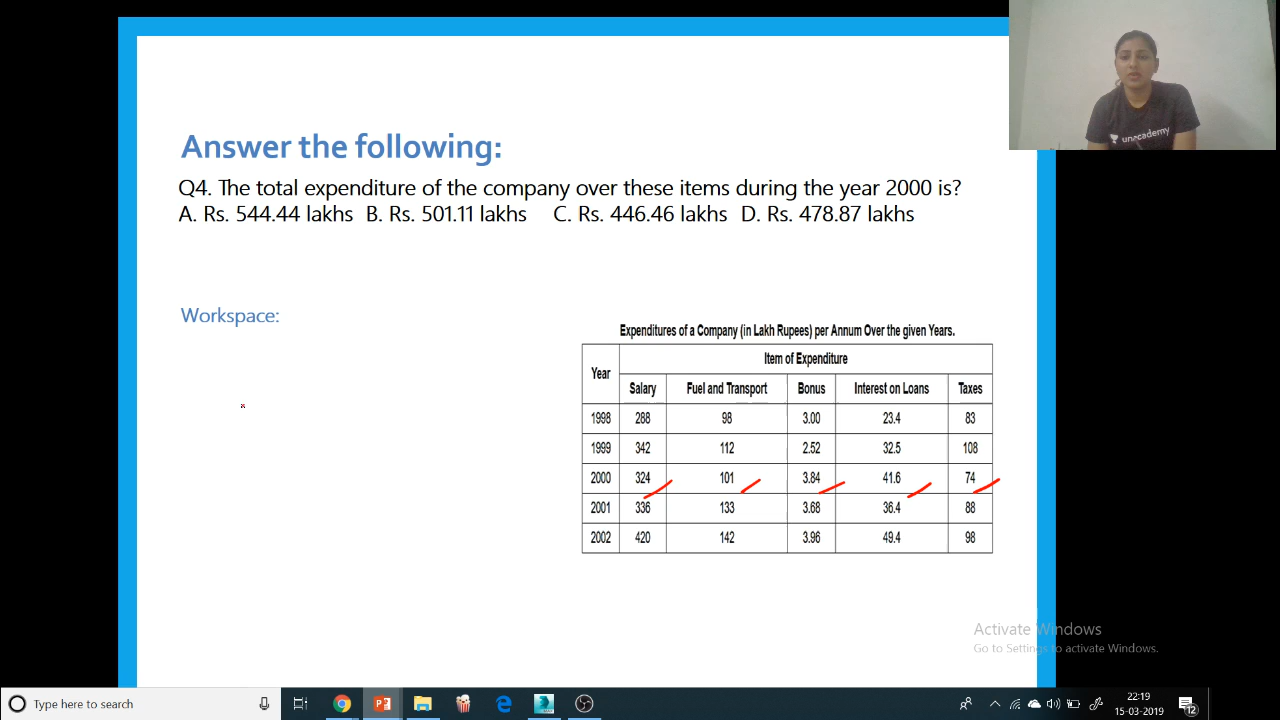 Answer the following:
Q4. The total expenditure of the company over these items during the year 2000 is?
A. Rs. 544.44 lakhs B. Rs. 501.11 lakhs C. Rs. 446.46 lakhs D. Rs. 478.87 lakhs
Workspace:
Expenditures of a Company (in Lakh Rupees) per Annum Over the given Years.
Year Item of Expenditure
Salary Fuel and Transport Bonus Interest on Loans Taxes
1998 288 98 3.00 23.4 83
1999 342 112 2.52 32.5 108
2000 324 101 3.84 41.6 74
2001 336 133 3.68 36.4 88
2002 420 142 3.96 49.4 98
unacademy
Activate Windows
Go to Settings to activate Windows.
Type here to search
22:19
15-03-2019
12